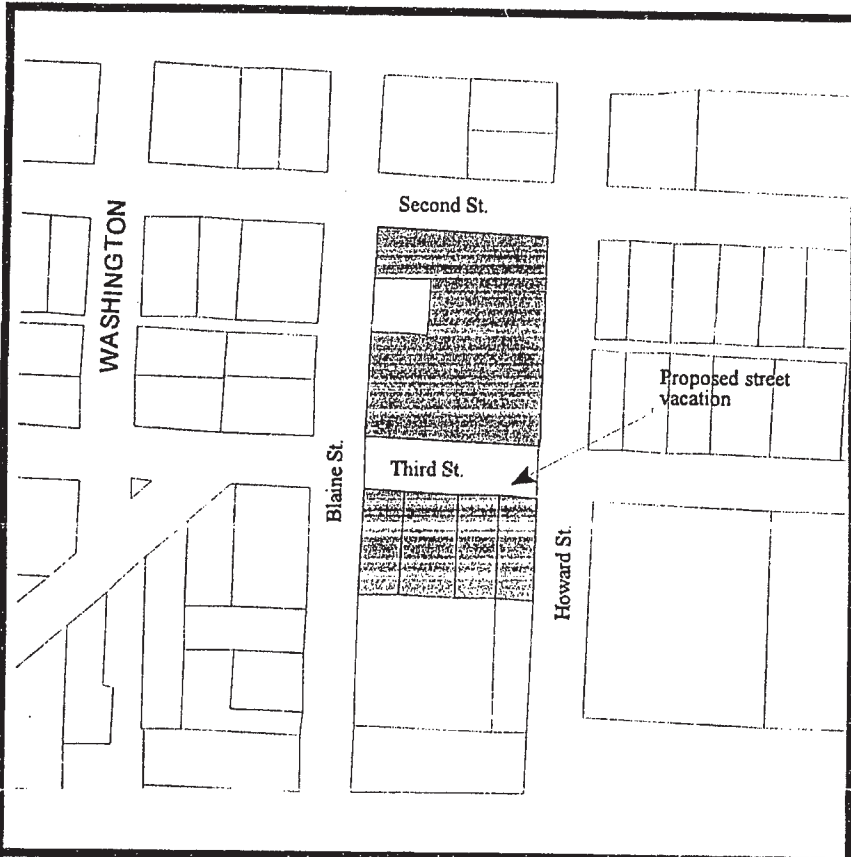 Second St.
WASHINGTON
Proposed street
vacation
Blaine St.
Third St.
Howard St.